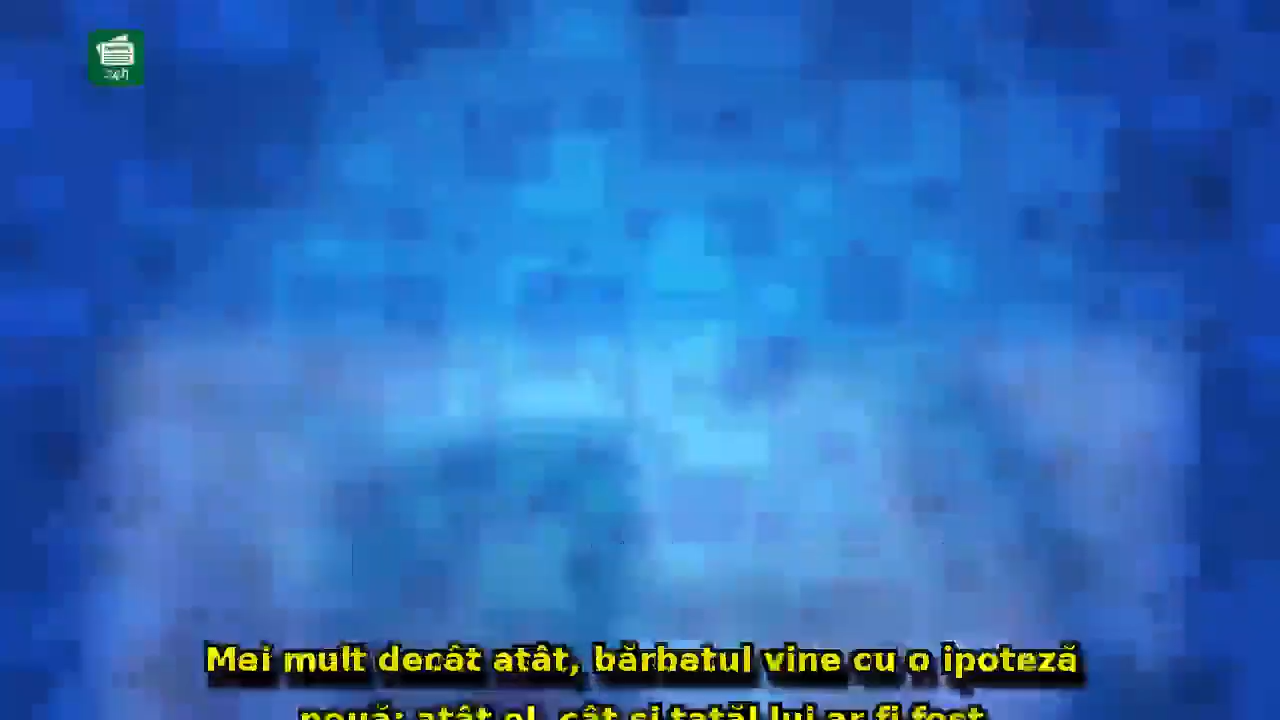 Mei mult decât atât, bărbatul vine cu o ipoteză
nouă: atât el, cât și tatăl lui ar fi fost